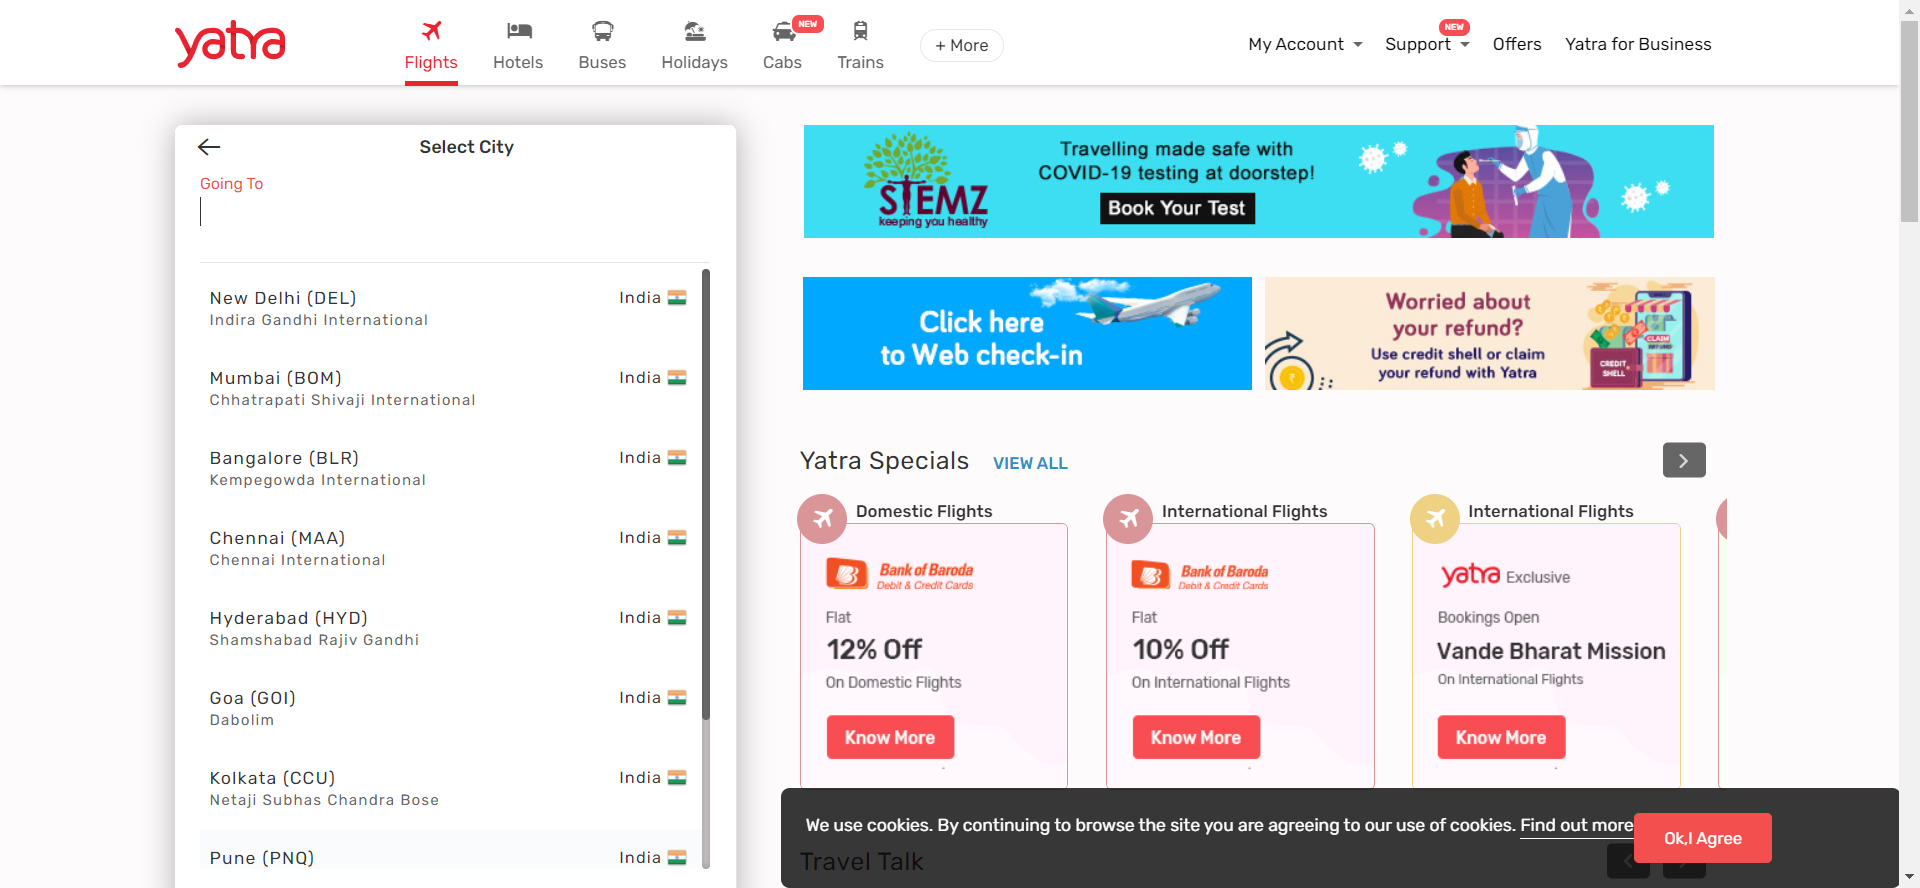 yatra
Flights
Hotels
Buses
Holidays
Cabs
NEW
Trains
+ More
My Account
Support
NEW
Offers
Yatra for Business
Select City
Going To
New Delhi (DEL)
India
Indira Gandhi International
Mumbai (BOM)
India
Chhatrapati Shivaji International
Bangalore (BLR)
India
Kempegowda International
Chennai (MAA)
India
Chennai International
Hyderabad (HYD)
India
Shamshabad Rajiv Gandhi
Goa (GOI)
India
Dabolim
Kolkata (CCU)
India
Netaji Subhas Chandra Bose
Pune (PNQ)
India
STEMZ
keeping you healthy
Travelling made safe with
COVID-19 testing at doorstep!
Book Your Test
Click here
to Web check-in
Worried about
your refund?
Use credit shell or claim
your refund with Yatra
CREDIT
SHELL
CLAIM
Yatra Specials
VIEW ALL
Domestic Flights
Bank of Baroda
Debit & Credit Cards
Flat
12% Off
On Domestic Flights
Know More
International Flights
Bank of Baroda
Debit & Credit Cards
Flat
10% Off
On International Flights
Know More
International Flights
yatra Exclusive
Bookings Open
Vande Bharat Mission
On International Flights
Know More
We use cookies. By continuing to browse the site you are agreeing to our use of cookies. Find out more
Ok,I Agree
Travel Talk